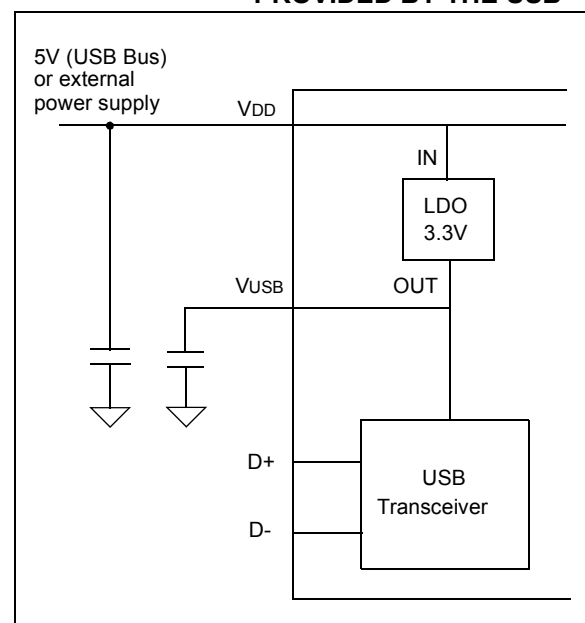 PROVIDED BY THE USB
5V (USB Bus)
or external
power supply
VDD
IN
LDO
3.3V
VUSB
OUT
D+
USB
Transceiver
D-